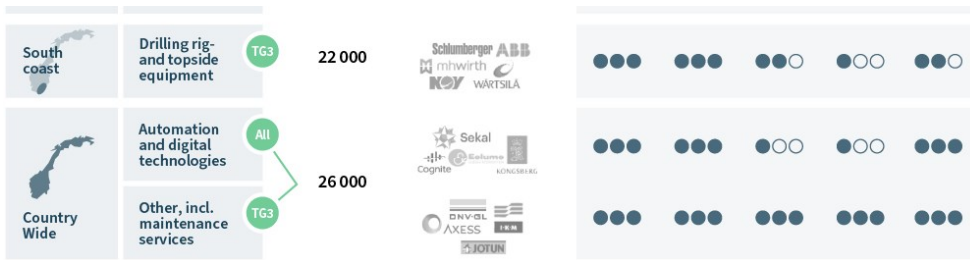 South
coast
Drilling rig-
and topside
equipment
TG3
22 000
Schlumberger ABB
mhwirth
NOV WÄRTSILÄ
Country
Wide
Automation
and digital
technologies
All
Other, incl.
maintenance
services
TG3
26 000
Sekal
Cognite
KONGSBERG
DNV·GL
AXESS
JOTUN